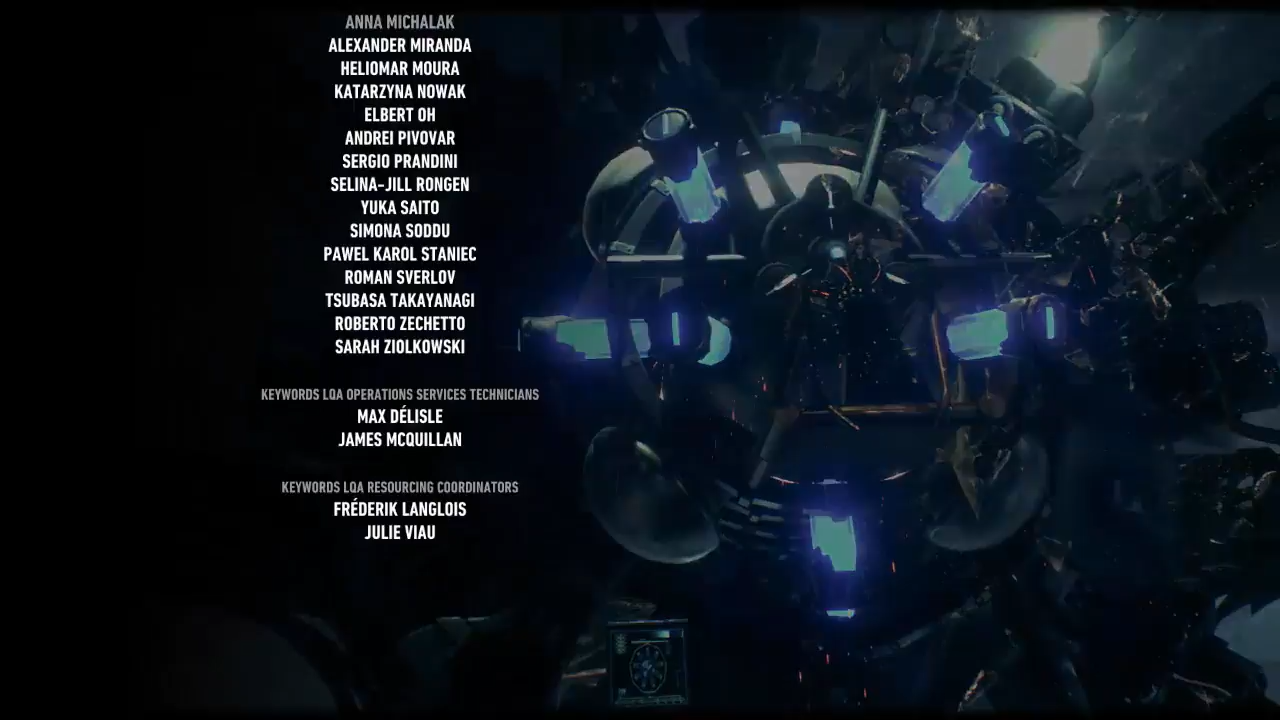 ANNA MICHALAK
ALEXANDER MIRANDA
HELIOMAR MOURA
KATARZYNA NOWAK
ELBERT OH
ANDREI PIVOVAR
SERGIO PRANDINI
SELINA-JILL RONGEN
YUKA SAITO
SIMONA SODDU
PAWEL KAROL STANIEC
ROMAN SVERLOV
TSUBASA TAKAYANAGI
ROBERTO ZECHETTO
SARAH ZIOLKOWSKI
KEYWORDS LQA OPERATIONS SERVICES TECHNICIANS
MAX DÉLISLE
JAMES MCQUILLAN
KEYWORDS LQA RESOURCING COORDINATORS
FRÉDERIK LANGLOIS
JULIE VIAU